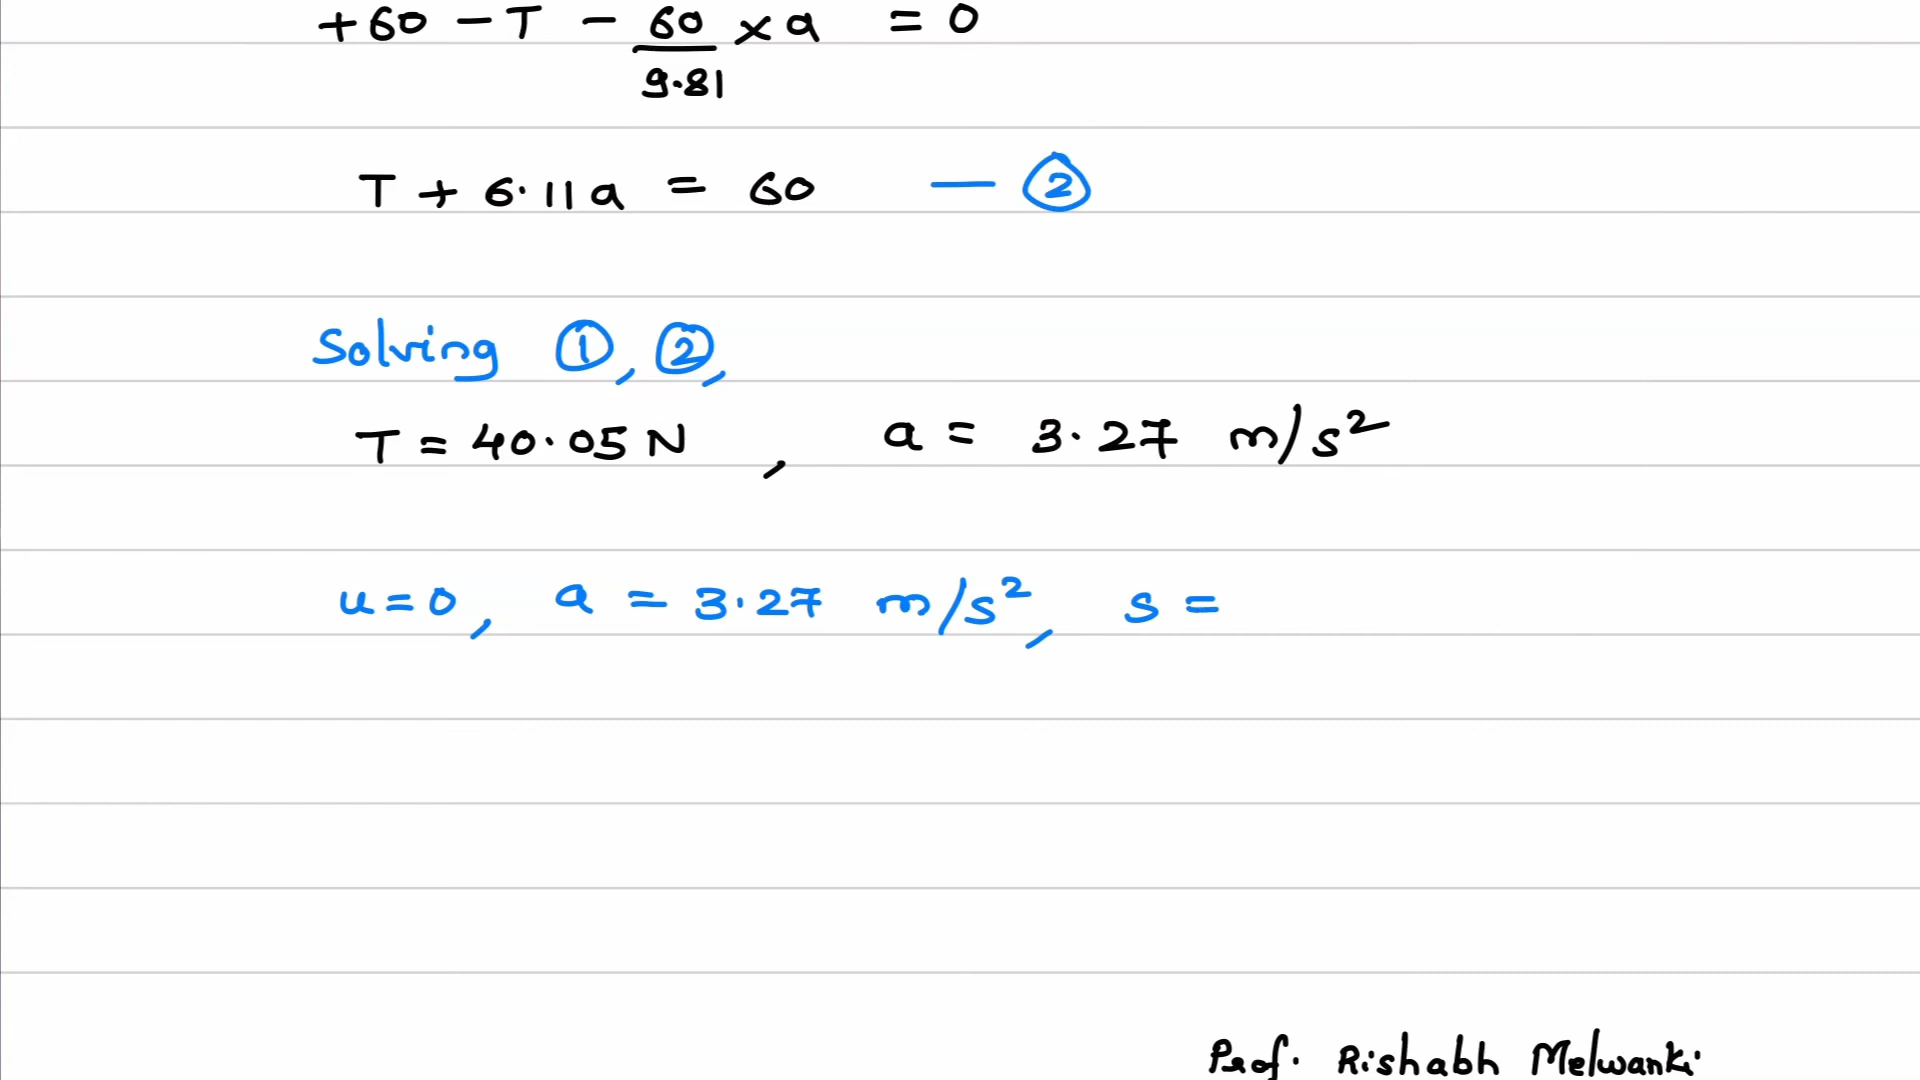 +60 - T - 60/9.81 × a = 0
T + 6.11a = 60 — ②
Solving ①, ②,
T = 40.05 N , a = 3.27 m/s²
u = 0, a = 3.27 m/s², s =
Prof. Rishabh Melwanki